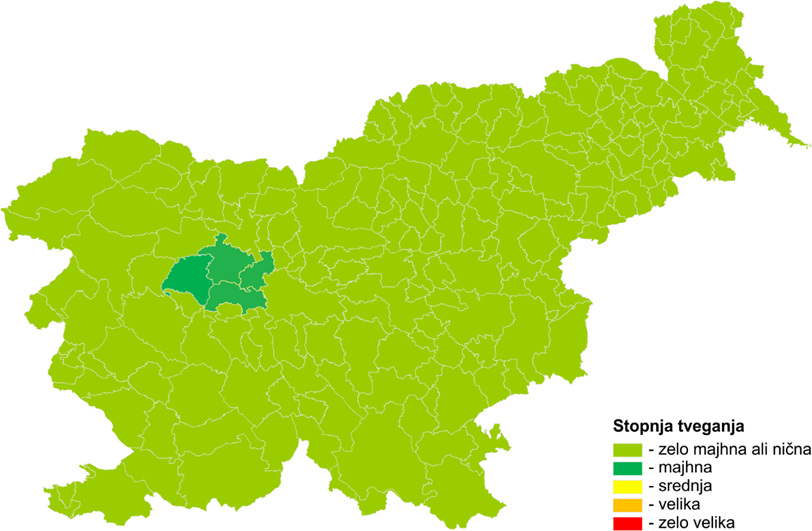 Stopnja tveganja
- zelo majhna ali nična
- majhna
- srednja
- velika
- zelo velika